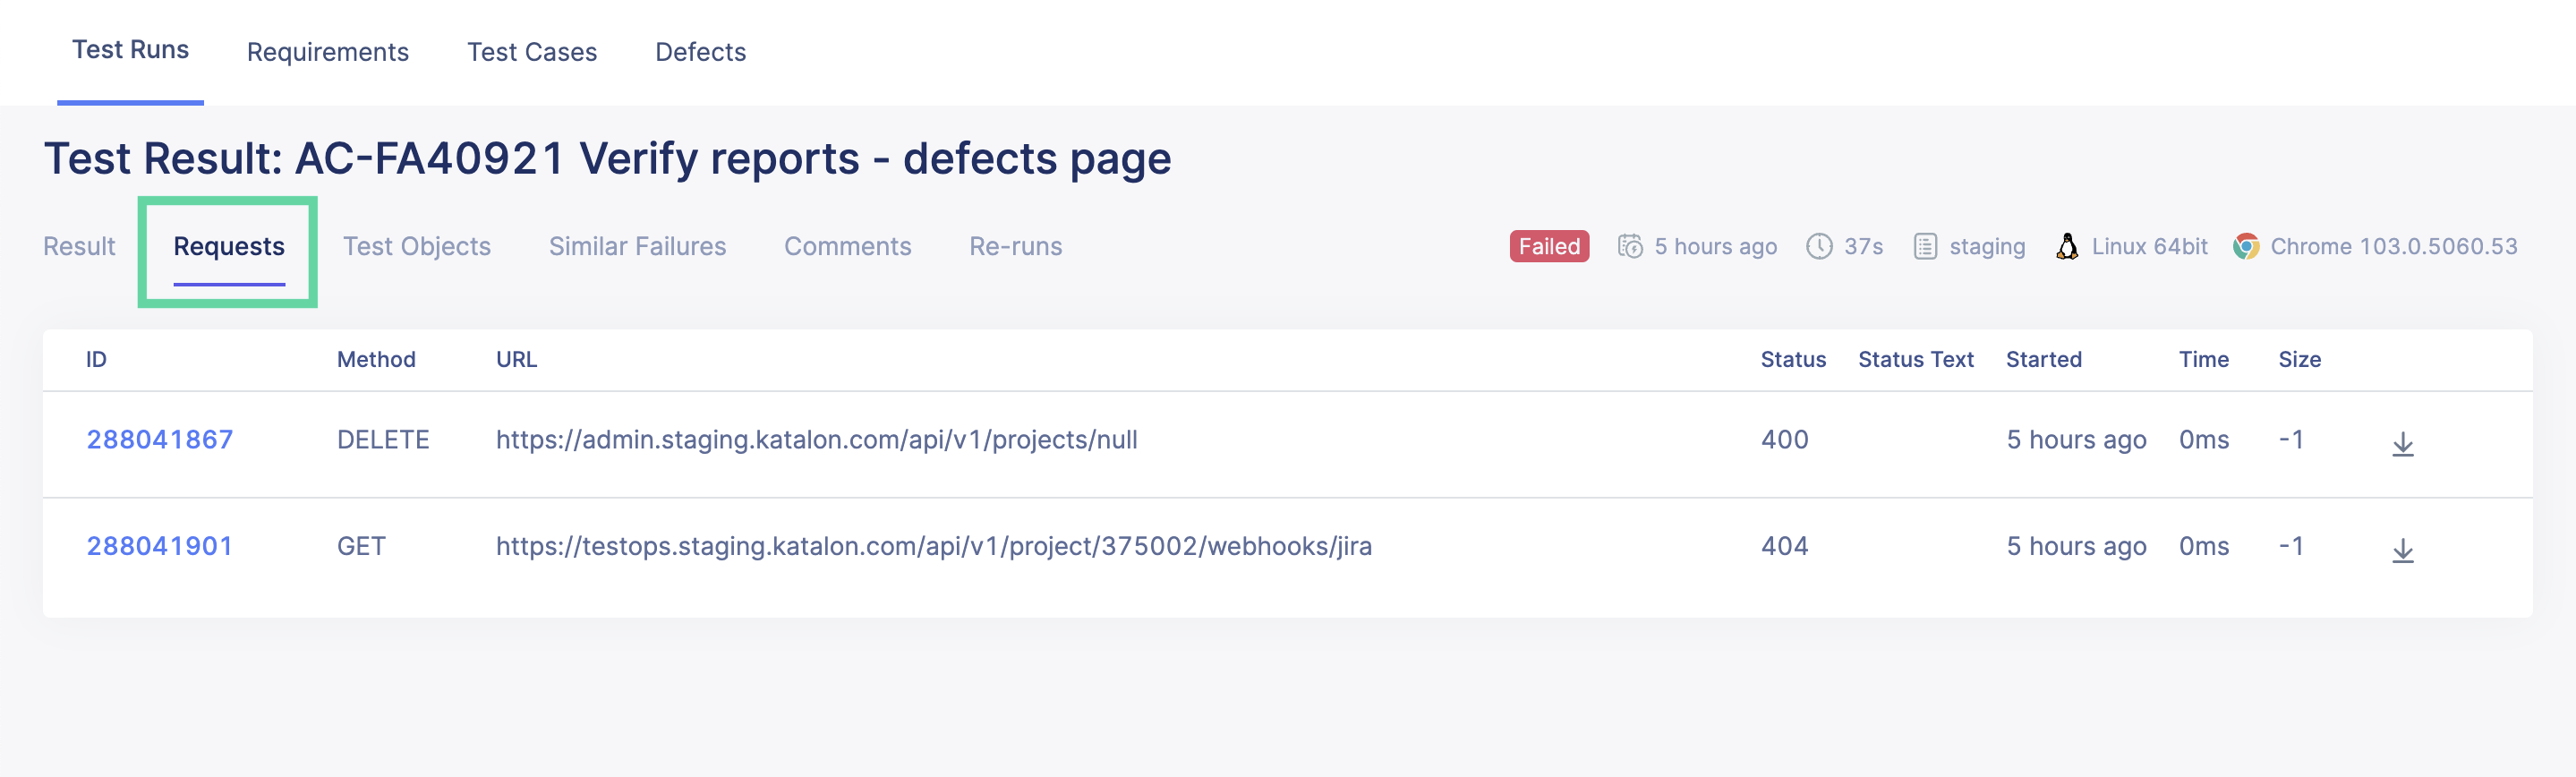 Test Runs Requirements Test Cases Defects
Test Result: AC-FA40921 Verify reports - defects page
Result Requests Test Objects Similar Failures Comments Re-runs Failed 5 hours ago 37s staging Linux 64bit Chrome 103.0.5060.53
ID Method URL Status Status Text Started Time Size
288041867 DELETE https://admin.staging.katalon.com/api/v1/projects/null 400 5 hours ago 0ms -1
288041901 GET https://testops.staging.katalon.com/api/v1/project/375002/webhooks/jira 404 5 hours ago 0ms -1